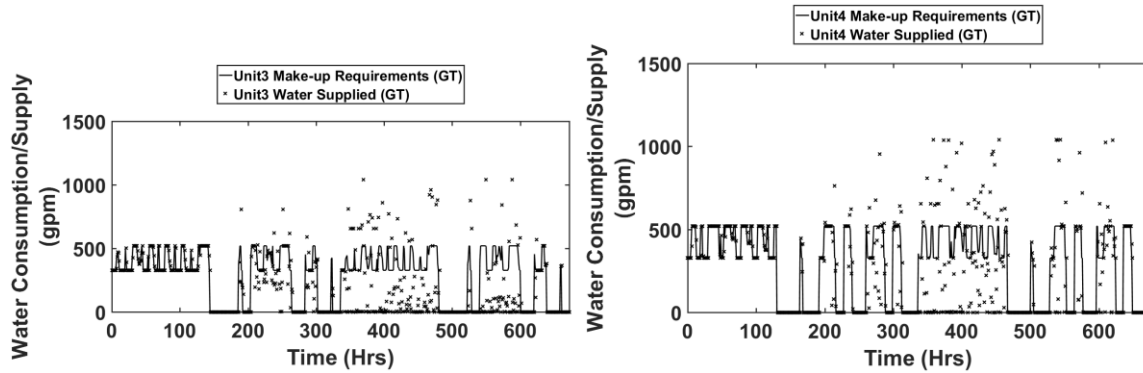 Unit3 Make-up Requirements (GT)
Unit3 Water Supplied (GT)
Water Consumption/Supply
(gpm)
1500
1000
500
0
0 100 200 300 400 500 600
Time (Hrs)
Unit4 Make-up Requirements (GT)
Unit4 Water Supplied (GT)
Water Consumption/Supply
(gpm)
1500
1000
500
0
0 100 200 300 400 500 600
Time (Hrs)